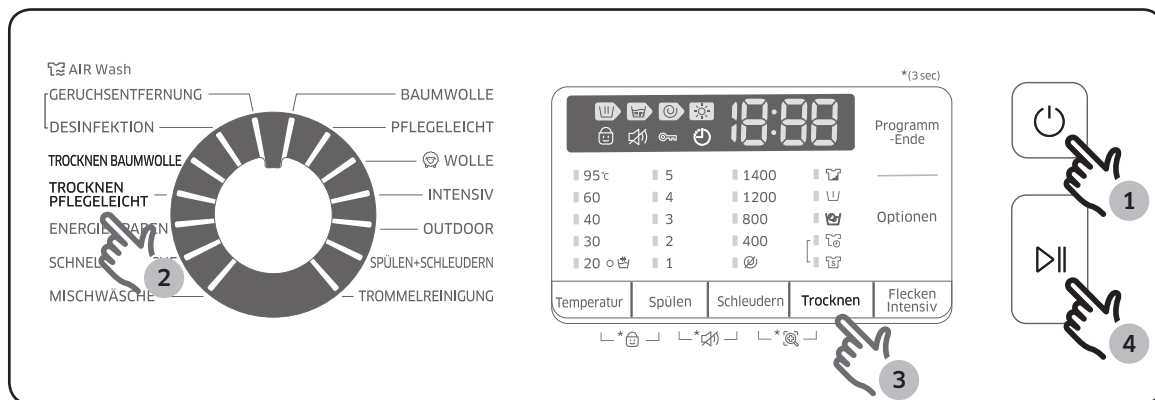 AIR Wash
GERUCHSENTFERNUNG
DESINFEKTION
TROCKNEN BAUMWOLLE
TROCKNEN
PFLEGELEICHT
MISCHWÄSCHE
2
BAUMWOLLE
PFLEGELEICHT
WOLLE
INTENSIV
OUTDOOR
SPÜLEN+SCHLEUDERN
TROMMELREINIGUNG
*(3 sec)
18:88
Programm
-Ende
95℃ 5 1400
60 4 1200
40 3 800 Optionen
30 2 400
20 1
Temperatur Spülen Schleudern Trocknen Flecken
Intensiv
* * *
3
1
4